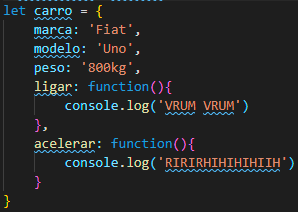 let carro = {
    marca: 'Fiat',
    modelo: 'Uno',
    peso: '800kg',
    ligar: function(){
        console.log('VRUM VRUM')
    },
    acelerar: function(){
        console.log('RIRIRHIHIHIHIIH')
    }
}